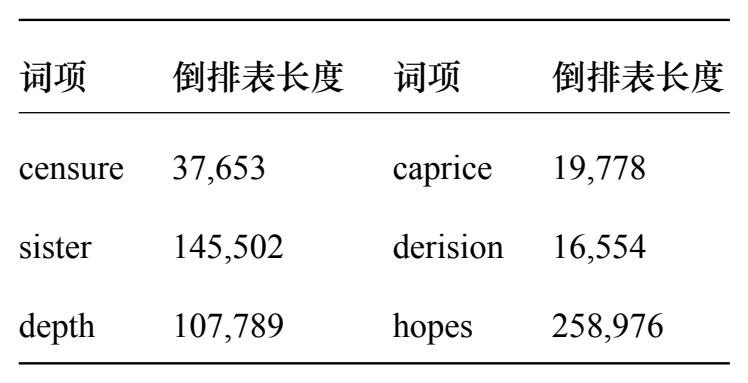 词项 倒排表长度 词项 倒排表长度
censure 37,653 caprice 19,778
sister 145,502 derision 16,554
depth 107,789 hopes 258,976